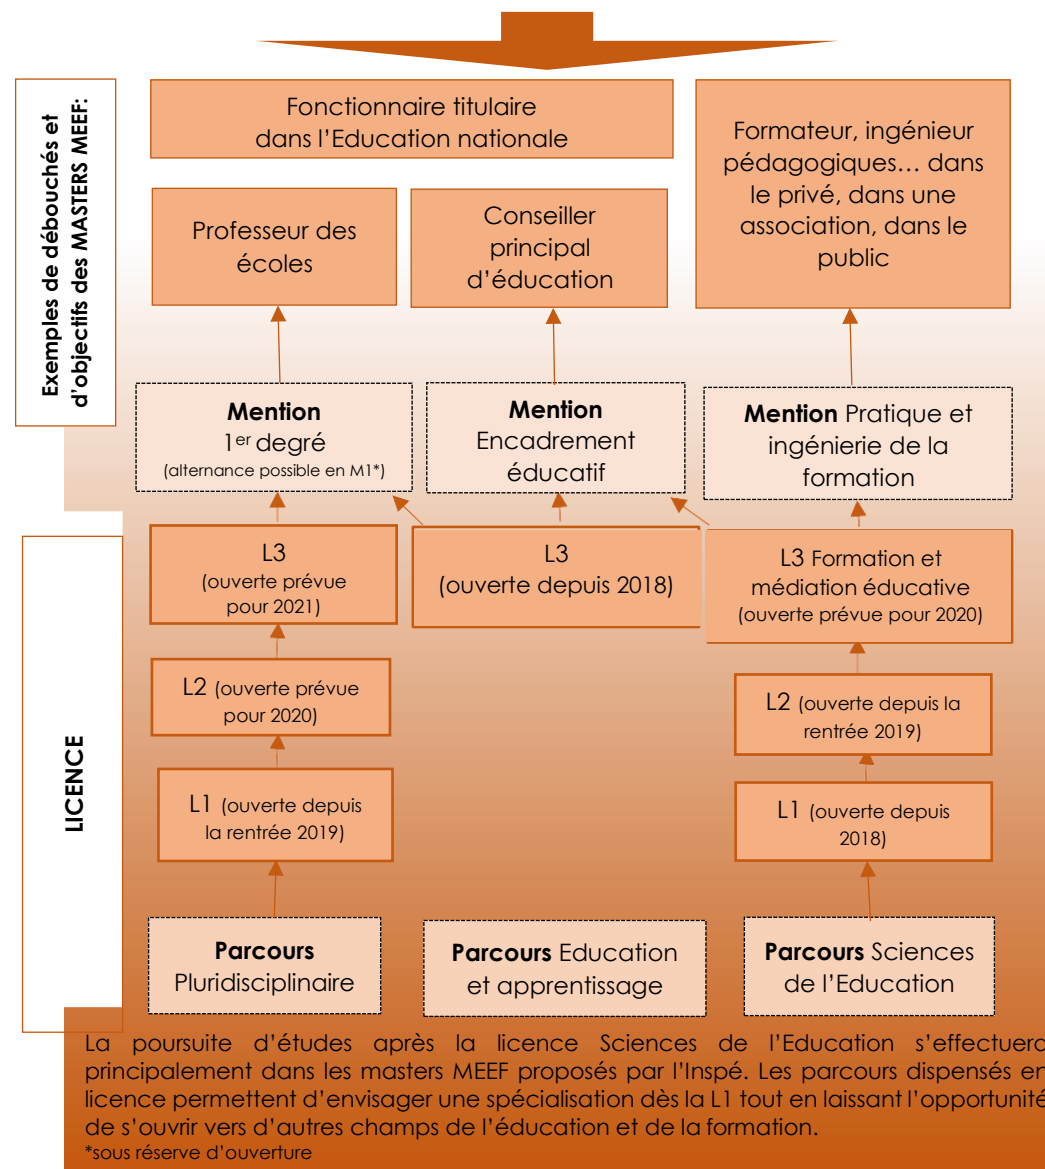 Exemples de débouchés et
d'objectifs des MASTERS MEEF:
Fonctionnaire titulaire
dans l'Education nationale
Formateur, ingénieur
pédagogiques… dans
le privé, dans une
association, dans le
public
Professeur des
écoles
Conseiller
principal
d'éducation
Mention
1er degré
(alternance possible en M1*)
Mention
Encadrement
éducatif
Mention Pratique et
ingénierie de la
formation
LICENCE
L3
(ouverte prévue
pour 2021)
L3
(ouverte depuis 2018)
L3 Formation et
médiation éducative
(ouverte prévue pour 2020)
L2 (ouverte prévue
pour 2020)
L2 (ouverte depuis la
rentrée 2019)
L1 (ouverte depuis
la rentrée 2019)
L1 (ouverte depuis
2018)
Parcours
Pluridisciplinaire
Parcours Education
et apprentissage
Parcours Sciences
de l'Education
La poursuite d'études après la licence Sciences de l'Education s'effectuera
principalement dans les masters MEEF proposés par l'Inspé. Les parcours dispensés en
licence permettent d'envisager une spécialisation dès la L1 tout en laissant l'opportunité
de s'ouvrir vers d'autres champs de l'éducation et de la formation.
*sous réserve d'ouverture